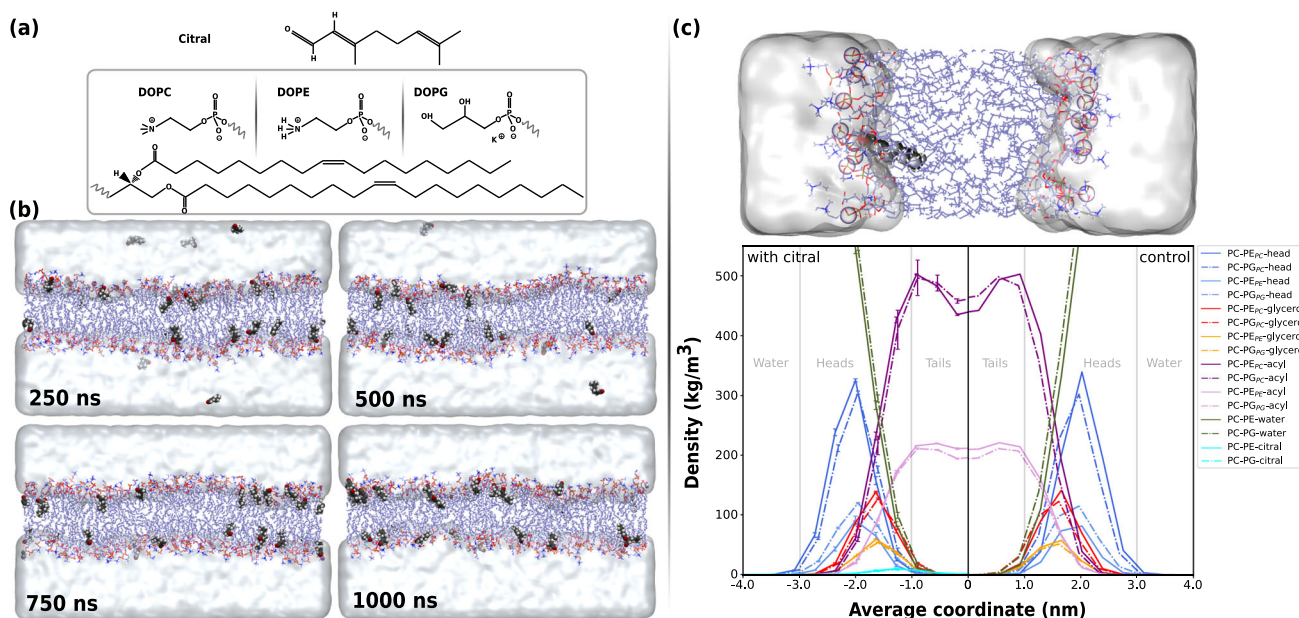 (a)
Citral
H
O
H
DOPC
DOPE
DOPG
N⊕
O
P
O
O
O⊖
H
H
H
N⊕
O
P
O
O
O⊖
OH
HO
O
P
O
O
O⊖
K⊕
O
H
O
O
O
(b)
250 ns
500 ns
750 ns
1000 ns
(c)
with citral
control
Water
Heads
Tails
Tails
Heads
Water
500
400
300
200
100
0
Density (kg/m³)
-4.0
-3.0
-2.0
-1.0
0
1.0
2.0
3.0
4.0
Average coordinate (nm)
PC-PE_PC-head
PC-PG_PC-head
PC-PE_PE-head
PC-PG_PG-head
PC-PE_PC-glycero
PC-PG_PC-glycero
PC-PE_PE-glycero
PC-PG_PG-glycero
PC-PE_PC-acyl
PC-PG_PC-acyl
PC-PE_PE-acyl
PC-PG_PG-acyl
PC-PE-water
PC-PG-water
PC-PE-citral
PC-PG-citral